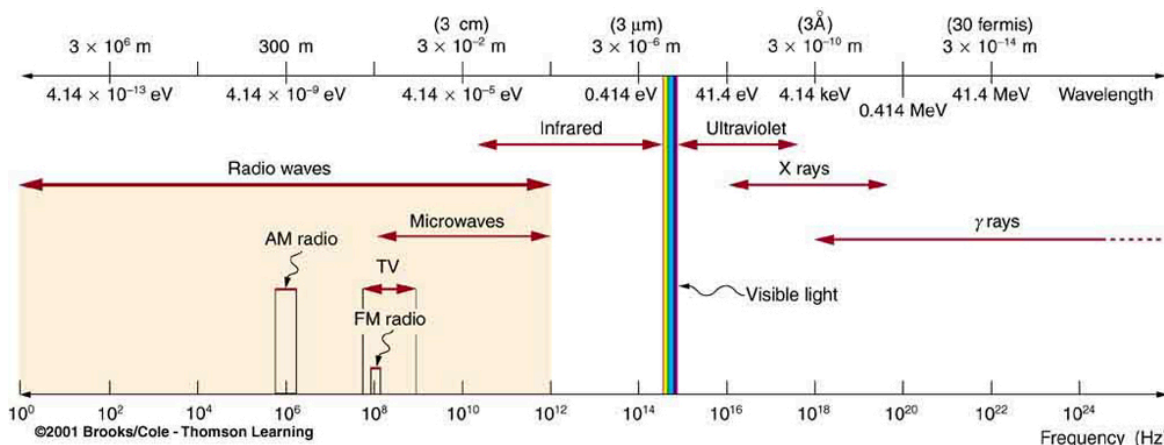 (3 cm) (3 μm) (3Å) (30 fermis)
3 × 10⁶ m 300 m 3 × 10⁻² m 3 × 10⁻⁶ m 3 × 10⁻¹⁰ m 3 × 10⁻¹⁴ m
4.14 × 10⁻¹³ eV 4.14 × 10⁻⁹ eV 4.14 × 10⁻⁵ eV 0.414 eV 41.4 eV 4.14 keV 41.4 MeV Wavelength
0.414 MeV
Infrared Ultraviolet
Radio waves X rays
Microwaves γ rays
AM radio
TV
Visible light
FM radio
10⁰ 10² 10⁴ 10⁶ 10⁸ 10¹⁰ 10¹² 10¹⁴ 10¹⁶ 10¹⁸ 10²⁰ 10²² 10²⁴
©2001 Brooks/Cole - Thomson Learning Frequency (Hz)